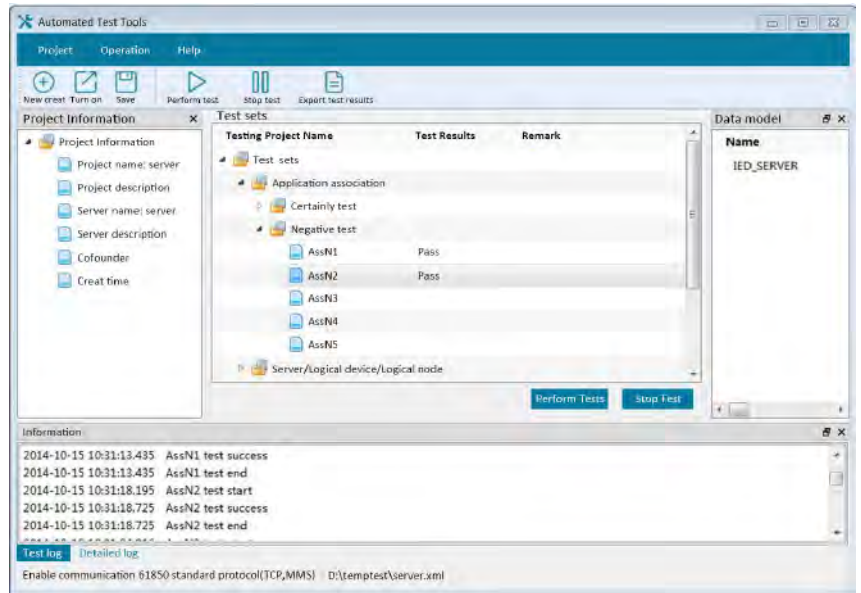 Automated Test Tools
Project Operation Help
New creat Turn on Save Perform test Stop test Export test results
Project Information
Project Information
Project name: server
Project description
Server name: server
Server description
Cofounder
Creat time
Test sets
Testing Project Name Test Results Remark
Test sets
Application association
Certainly test
Negative test
AssN1 Pass
AssN2 Pass
AssN3
AssN4
AssN5
Server/Logical device/Logical node
Perform Tests Stop Test
Data model
Name
IED_SERVER
Information
2014-10-15 10:31:13.435 AssN1 test success
2014-10-15 10:31:13.435 AssN1 test end
2014-10-15 10:31:18.195 AssN2 test start
2014-10-15 10:31:18.725 AssN2 test success
2014-10-15 10:31:18.725 AssN2 test end
Test log Detailed log
Enable communication 61850 standard protocol(TCP,MMS) D:\temptest\server.xml